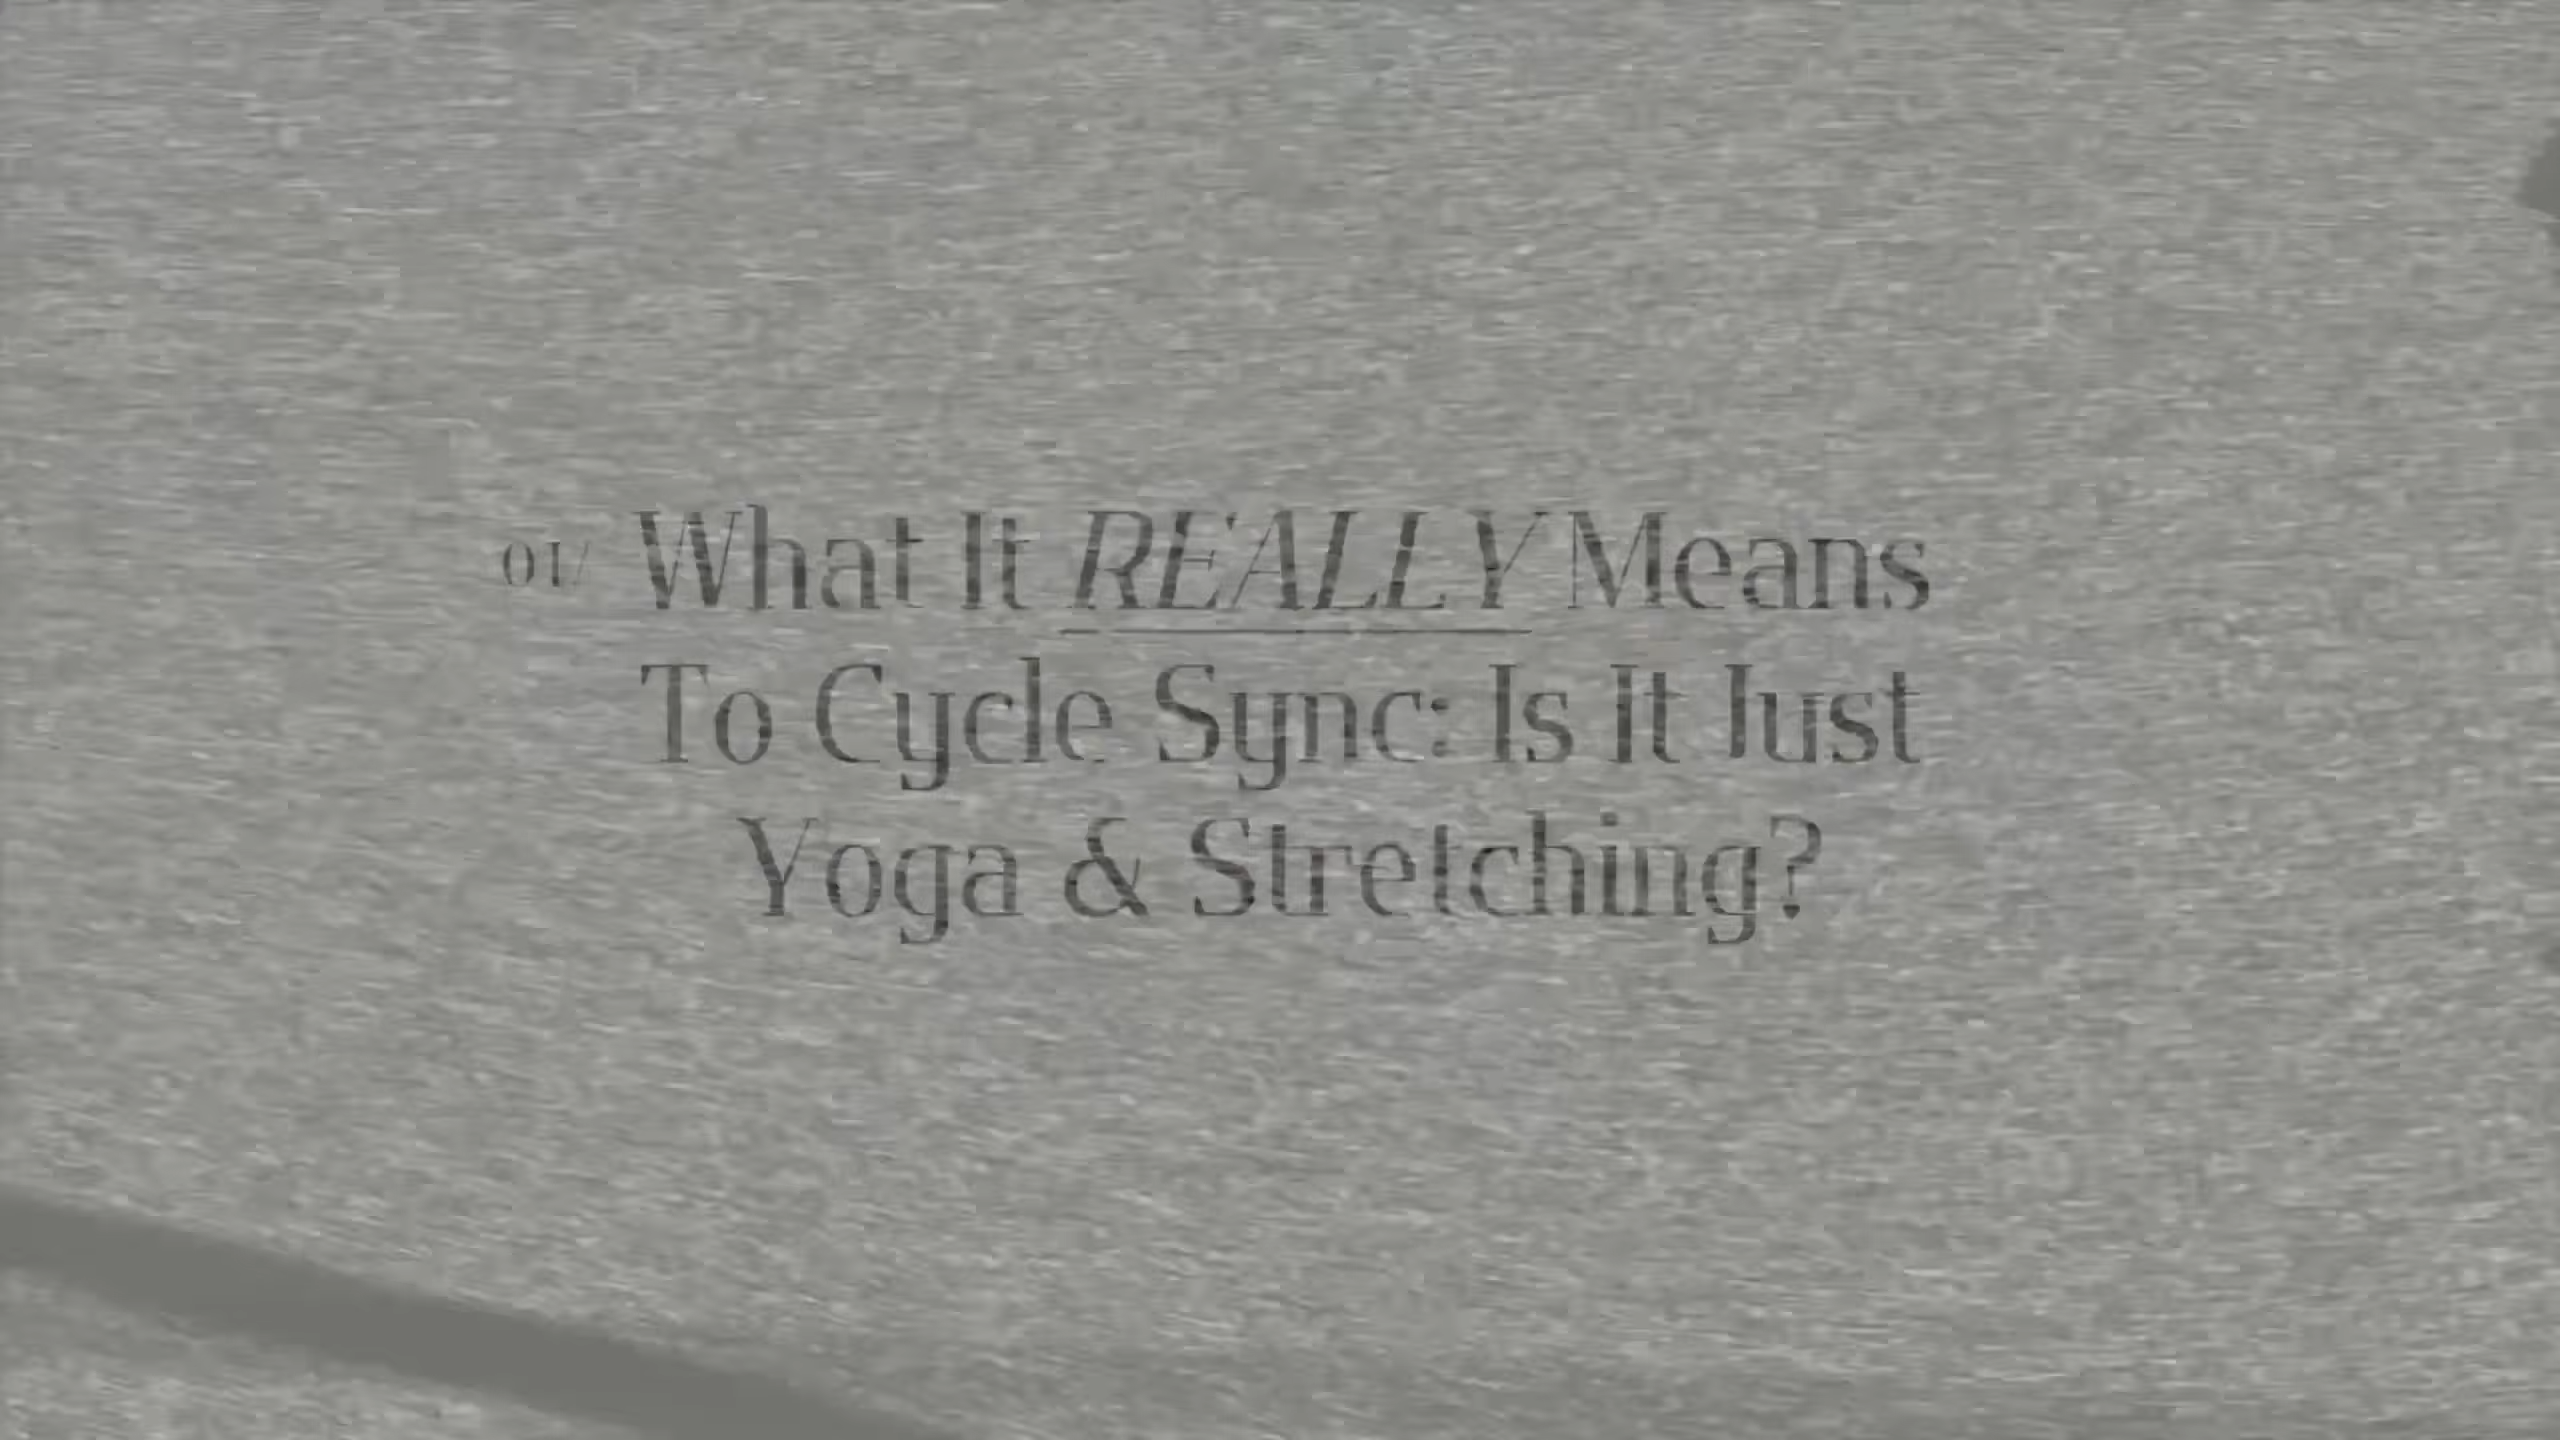 01/ What It REALLY Means
To Cycle Sync: Is It Just
Yoga & Stretching?